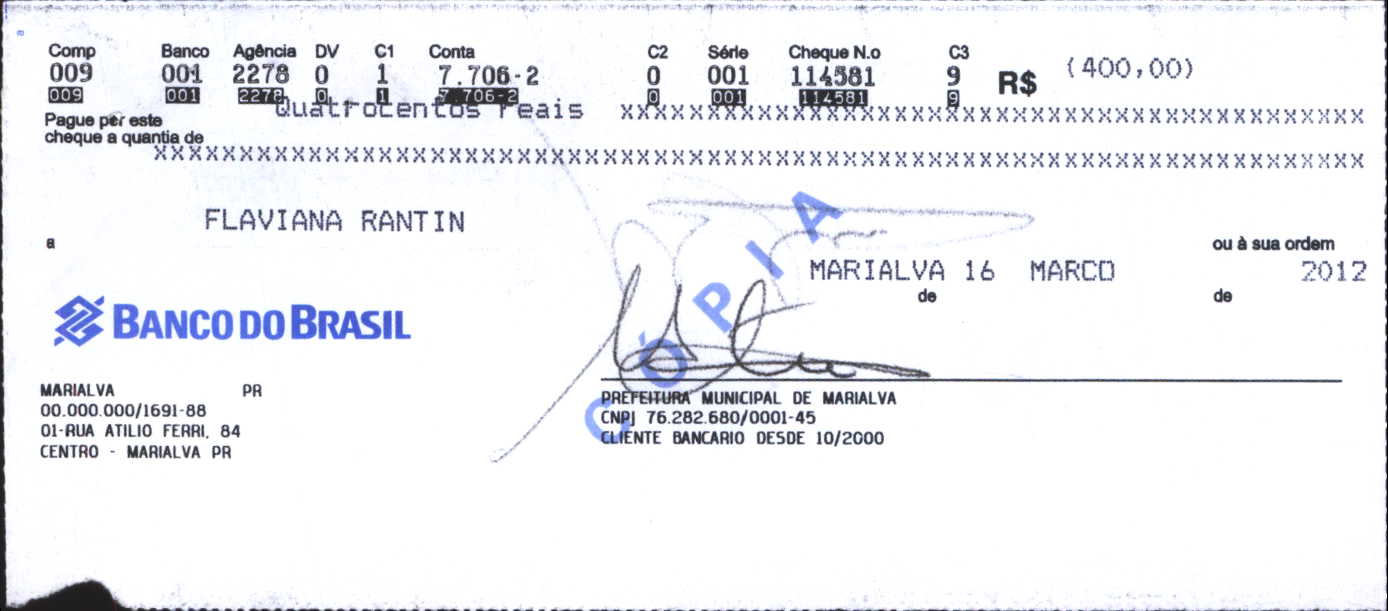 Comp Banco Agência DV C1 Conta C2 Série Cheque N.o C3
009 001 2278 0 1 7.706-2 0 001 114581 9 R$ (400,00)
009 001 2278 0 1 7.706-2 0 001 114581 9
Quatrocentos reais XXXXXXXXXXXXXXXXXXXXXXXXXXXXXXXXXXXXXXXXXXX
Pague por este
cheque a quantia de
XXXXXXXXXXXXXXXXXXXXXXXXXXXXXXXXXXXXXXXXXXXXXXXXXXXXXXXXXXXXXXXXXXXXXX
FLAVIANA RANTIN
a ou à sua ordem
MARIALVA 16 MARCO 2012
de de
BANCO DO BRASIL
CÓPIA
MARIALVA PR
00.000.000/1691-88
01-RUA ATILIO FERRI, 84
CENTRO - MARIALVA PR
PREFEITURA MUNICIPAL DE MARIALVA
CNPJ 76.282.680/0001-45
CLIENTE BANCARIO DESDE 10/2000